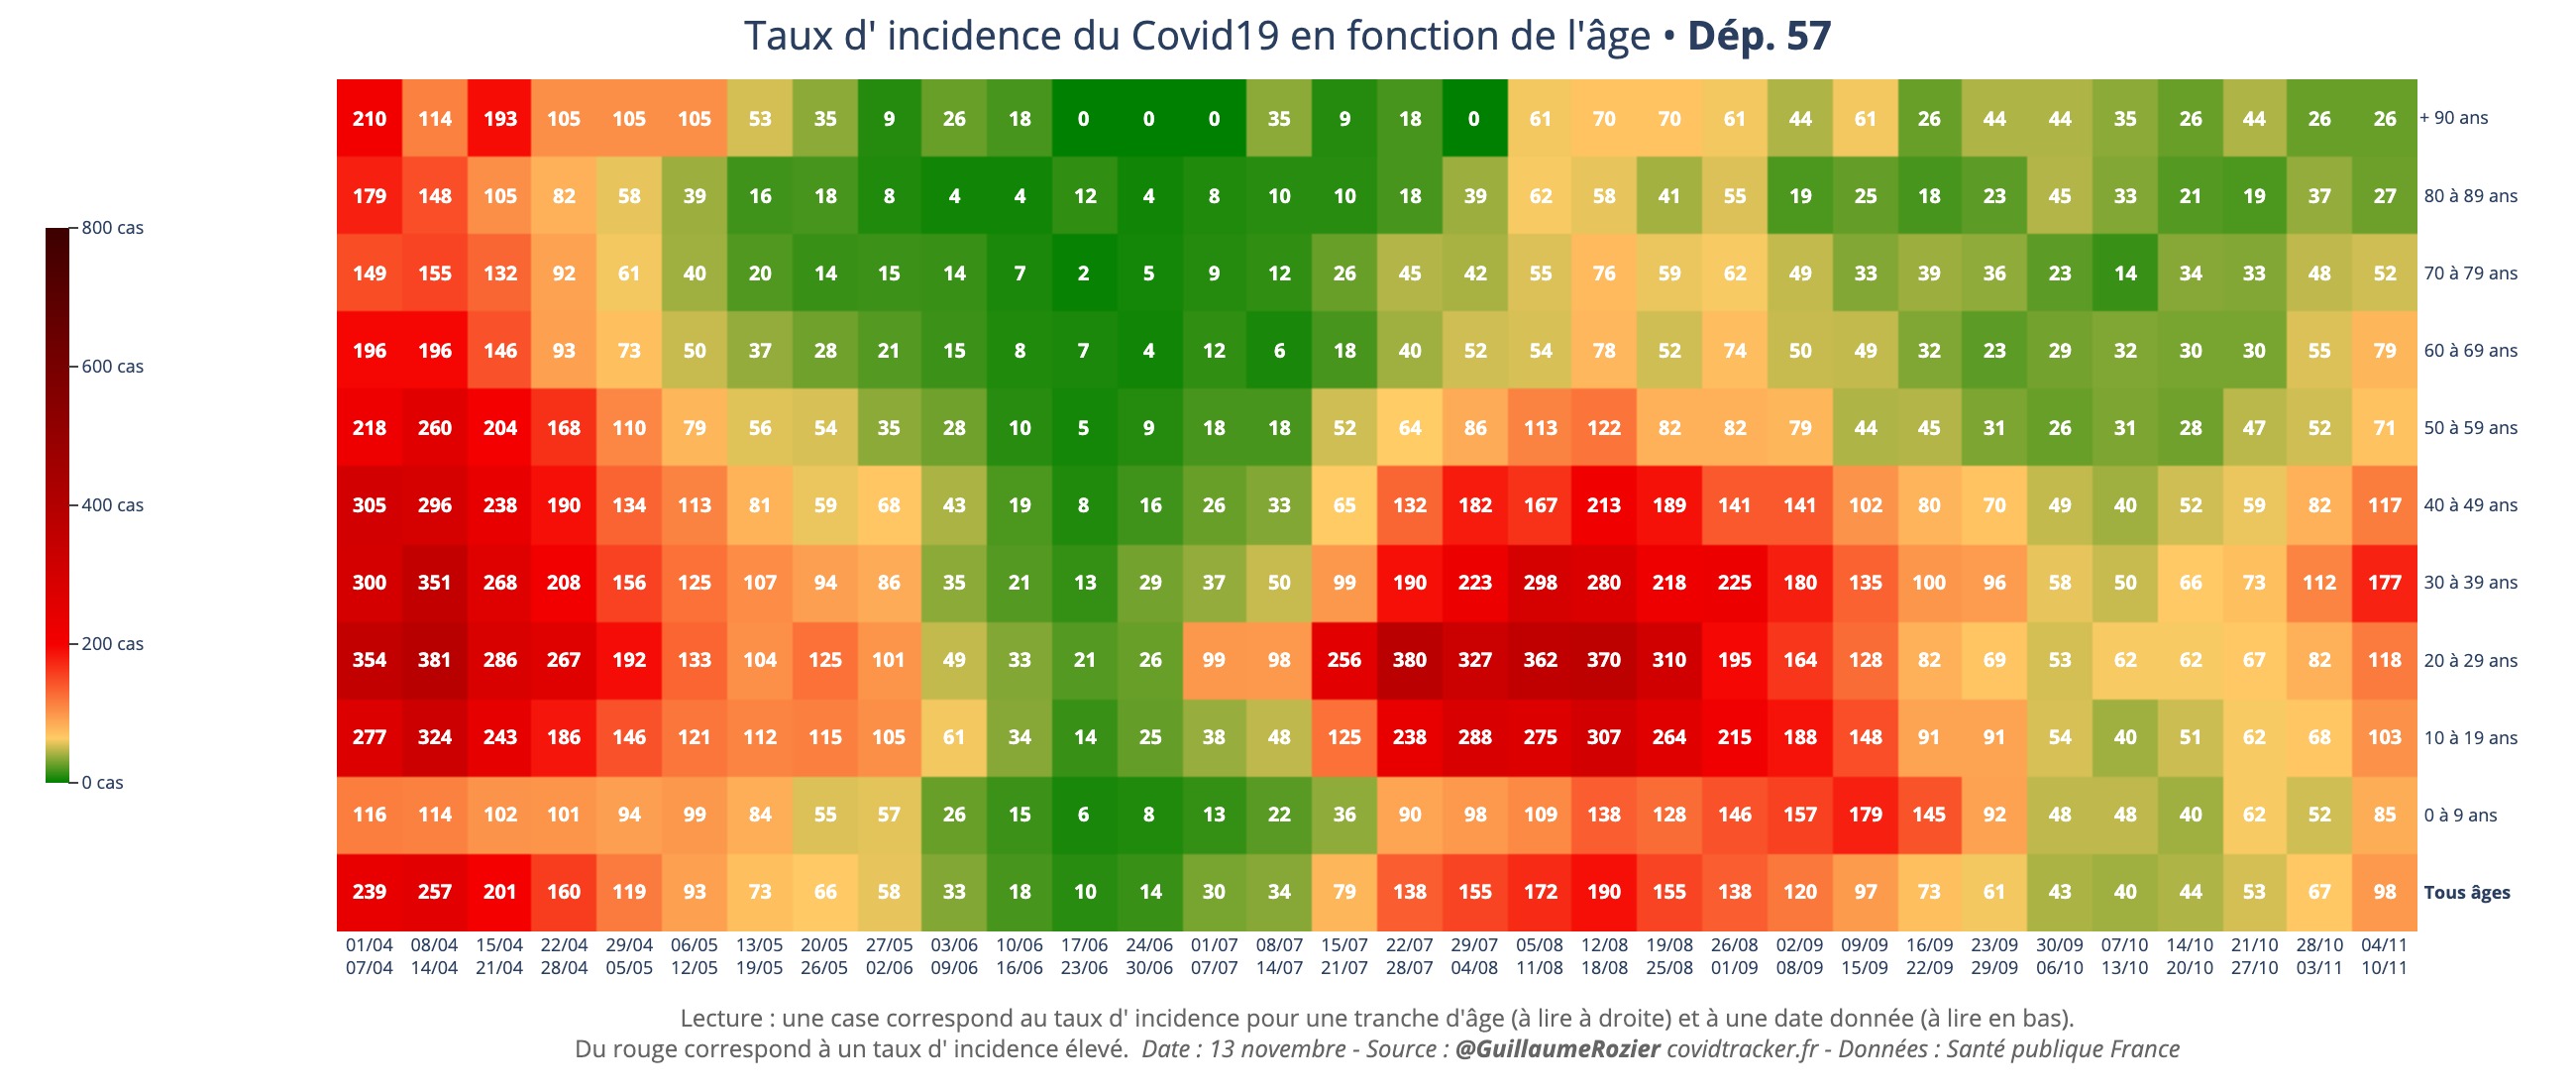 Taux d' incidence du Covid19 en fonction de l'âge • Dép. 57
800 cas
600 cas
400 cas
200 cas
0 cas
210 114 193 105 105 105 53 35 9 26 18 0 0 0 35 9 18 0 61 70 70 61 44 61 26 44 44 35 26 44 26 26 + 90 ans
179 148 105 82 58 39 16 18 8 4 4 12 4 8 10 10 18 39 62 58 41 55 19 25 18 23 45 33 21 19 37 27 80 à 89 ans
149 155 132 92 61 40 20 14 15 14 7 2 5 9 12 26 45 42 55 76 59 62 49 33 39 36 23 14 34 33 48 52 70 à 79 ans
196 196 146 93 73 50 37 28 21 15 8 7 4 12 6 18 40 52 54 78 52 74 50 49 32 23 29 32 30 30 55 79 60 à 69 ans
218 260 204 168 110 79 56 54 35 28 10 5 9 18 18 52 64 86 113 122 82 82 79 44 45 31 26 31 28 47 52 71 50 à 59 ans
305 296 238 190 134 113 81 59 68 43 19 8 16 26 33 65 132 182 167 213 189 141 141 102 80 70 49 40 52 59 82 117 40 à 49 ans
300 351 268 208 156 125 107 94 86 35 21 13 29 37 50 99 190 223 298 280 218 225 180 135 100 96 58 50 66 73 112 177 30 à 39 ans
354 381 286 267 192 133 104 125 101 49 33 21 26 99 98 256 380 327 362 370 310 195 164 128 82 69 53 62 62 67 82 118 20 à 29 ans
277 324 243 186 146 121 112 115 105 61 34 14 25 38 48 125 238 288 275 307 264 215 188 148 91 91 54 40 51 62 68 103 10 à 19 ans
116 114 102 101 94 99 84 55 57 26 15 6 8 13 22 36 90 98 109 138 128 146 157 179 145 92 48 48 40 62 52 85 0 à 9 ans
239 257 201 160 119 93 73 66 58 33 18 10 14 30 34 79 138 155 172 190 155 138 120 97 73 61 43 40 44 53 67 98 Tous âges
01/04 08/04 15/04 22/04 29/04 06/05 13/05 20/05 27/05 03/06 10/06 17/06 24/06 01/07 08/07 15/07 22/07 29/07 05/08 12/08 19/08 26/08 02/09 09/09 16/09 23/09 30/09 07/10 14/10 21/10 28/10 04/11
07/04 14/04 21/04 28/04 05/05 12/05 19/05 26/05 02/06 09/06 16/06 23/06 30/06 07/07 14/07 21/07 28/07 04/08 11/08 18/08 25/08 01/09 08/09 15/09 22/09 29/09 06/10 13/10 20/10 27/10 03/11 10/11
Lecture : une case correspond au taux d' incidence pour une tranche d'âge (à lire à droite) et à une date donnée (à lire en bas).
Du rouge correspond à un taux d' incidence élevé. Date : 13 novembre - Source : @GuillaumeRozier covidtracker.fr - Données : Santé publique France